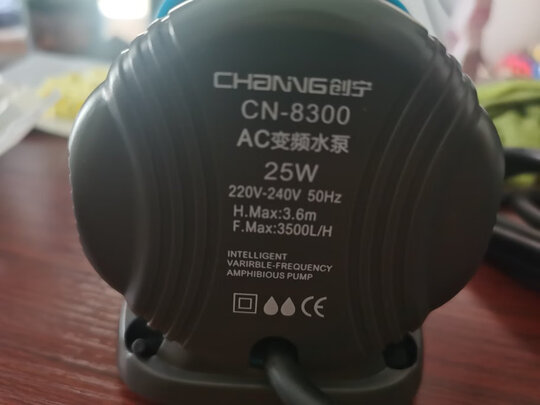 CHANNG创宁
CN-8300
AC变频水泵
25W
220V-240V 50Hz
H.Max:3.6m
F.Max:3500L/H
INTELLIGENT
VARIRBLE-FREQUENCY
AMPHIBIOUS PUMP
CE